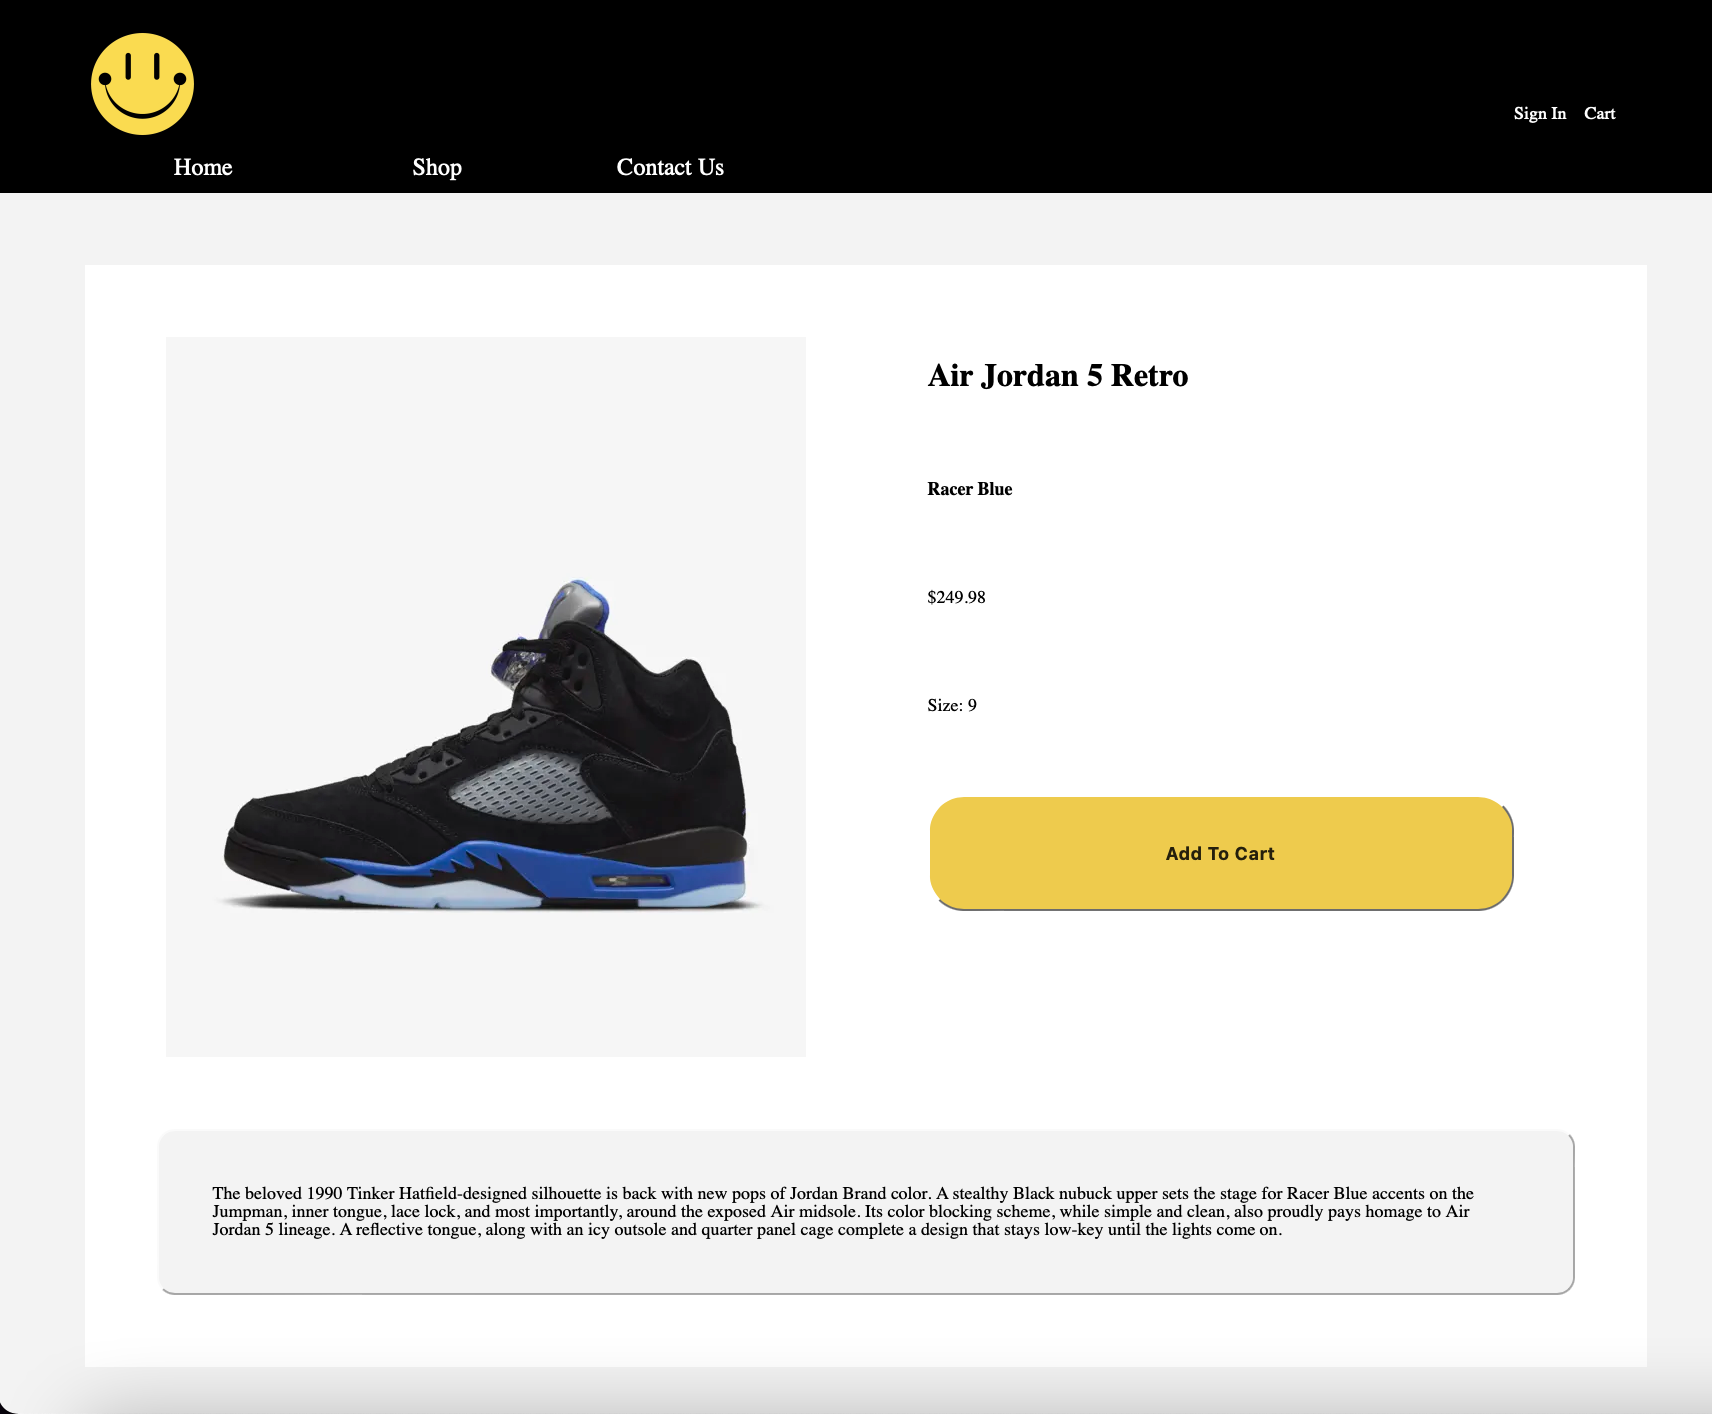 Sign In Cart
Home Shop Contact Us
Air Jordan 5 Retro
Racer Blue
$249.98
Size: 9
Add To Cart
The beloved 1990 Tinker Hatfield-designed silhouette is back with new pops of Jordan Brand color. A stealthy Black nubuck upper sets the stage for Racer Blue accents on the
Jumpman, inner tongue, lace lock, and most importantly, around the exposed Air midsole. Its color blocking scheme, while simple and clean, also proudly pays homage to Air
Jordan 5 lineage. A reflective tongue, along with an icy outsole and quarter panel cage complete a design that stays low-key until the lights come on.